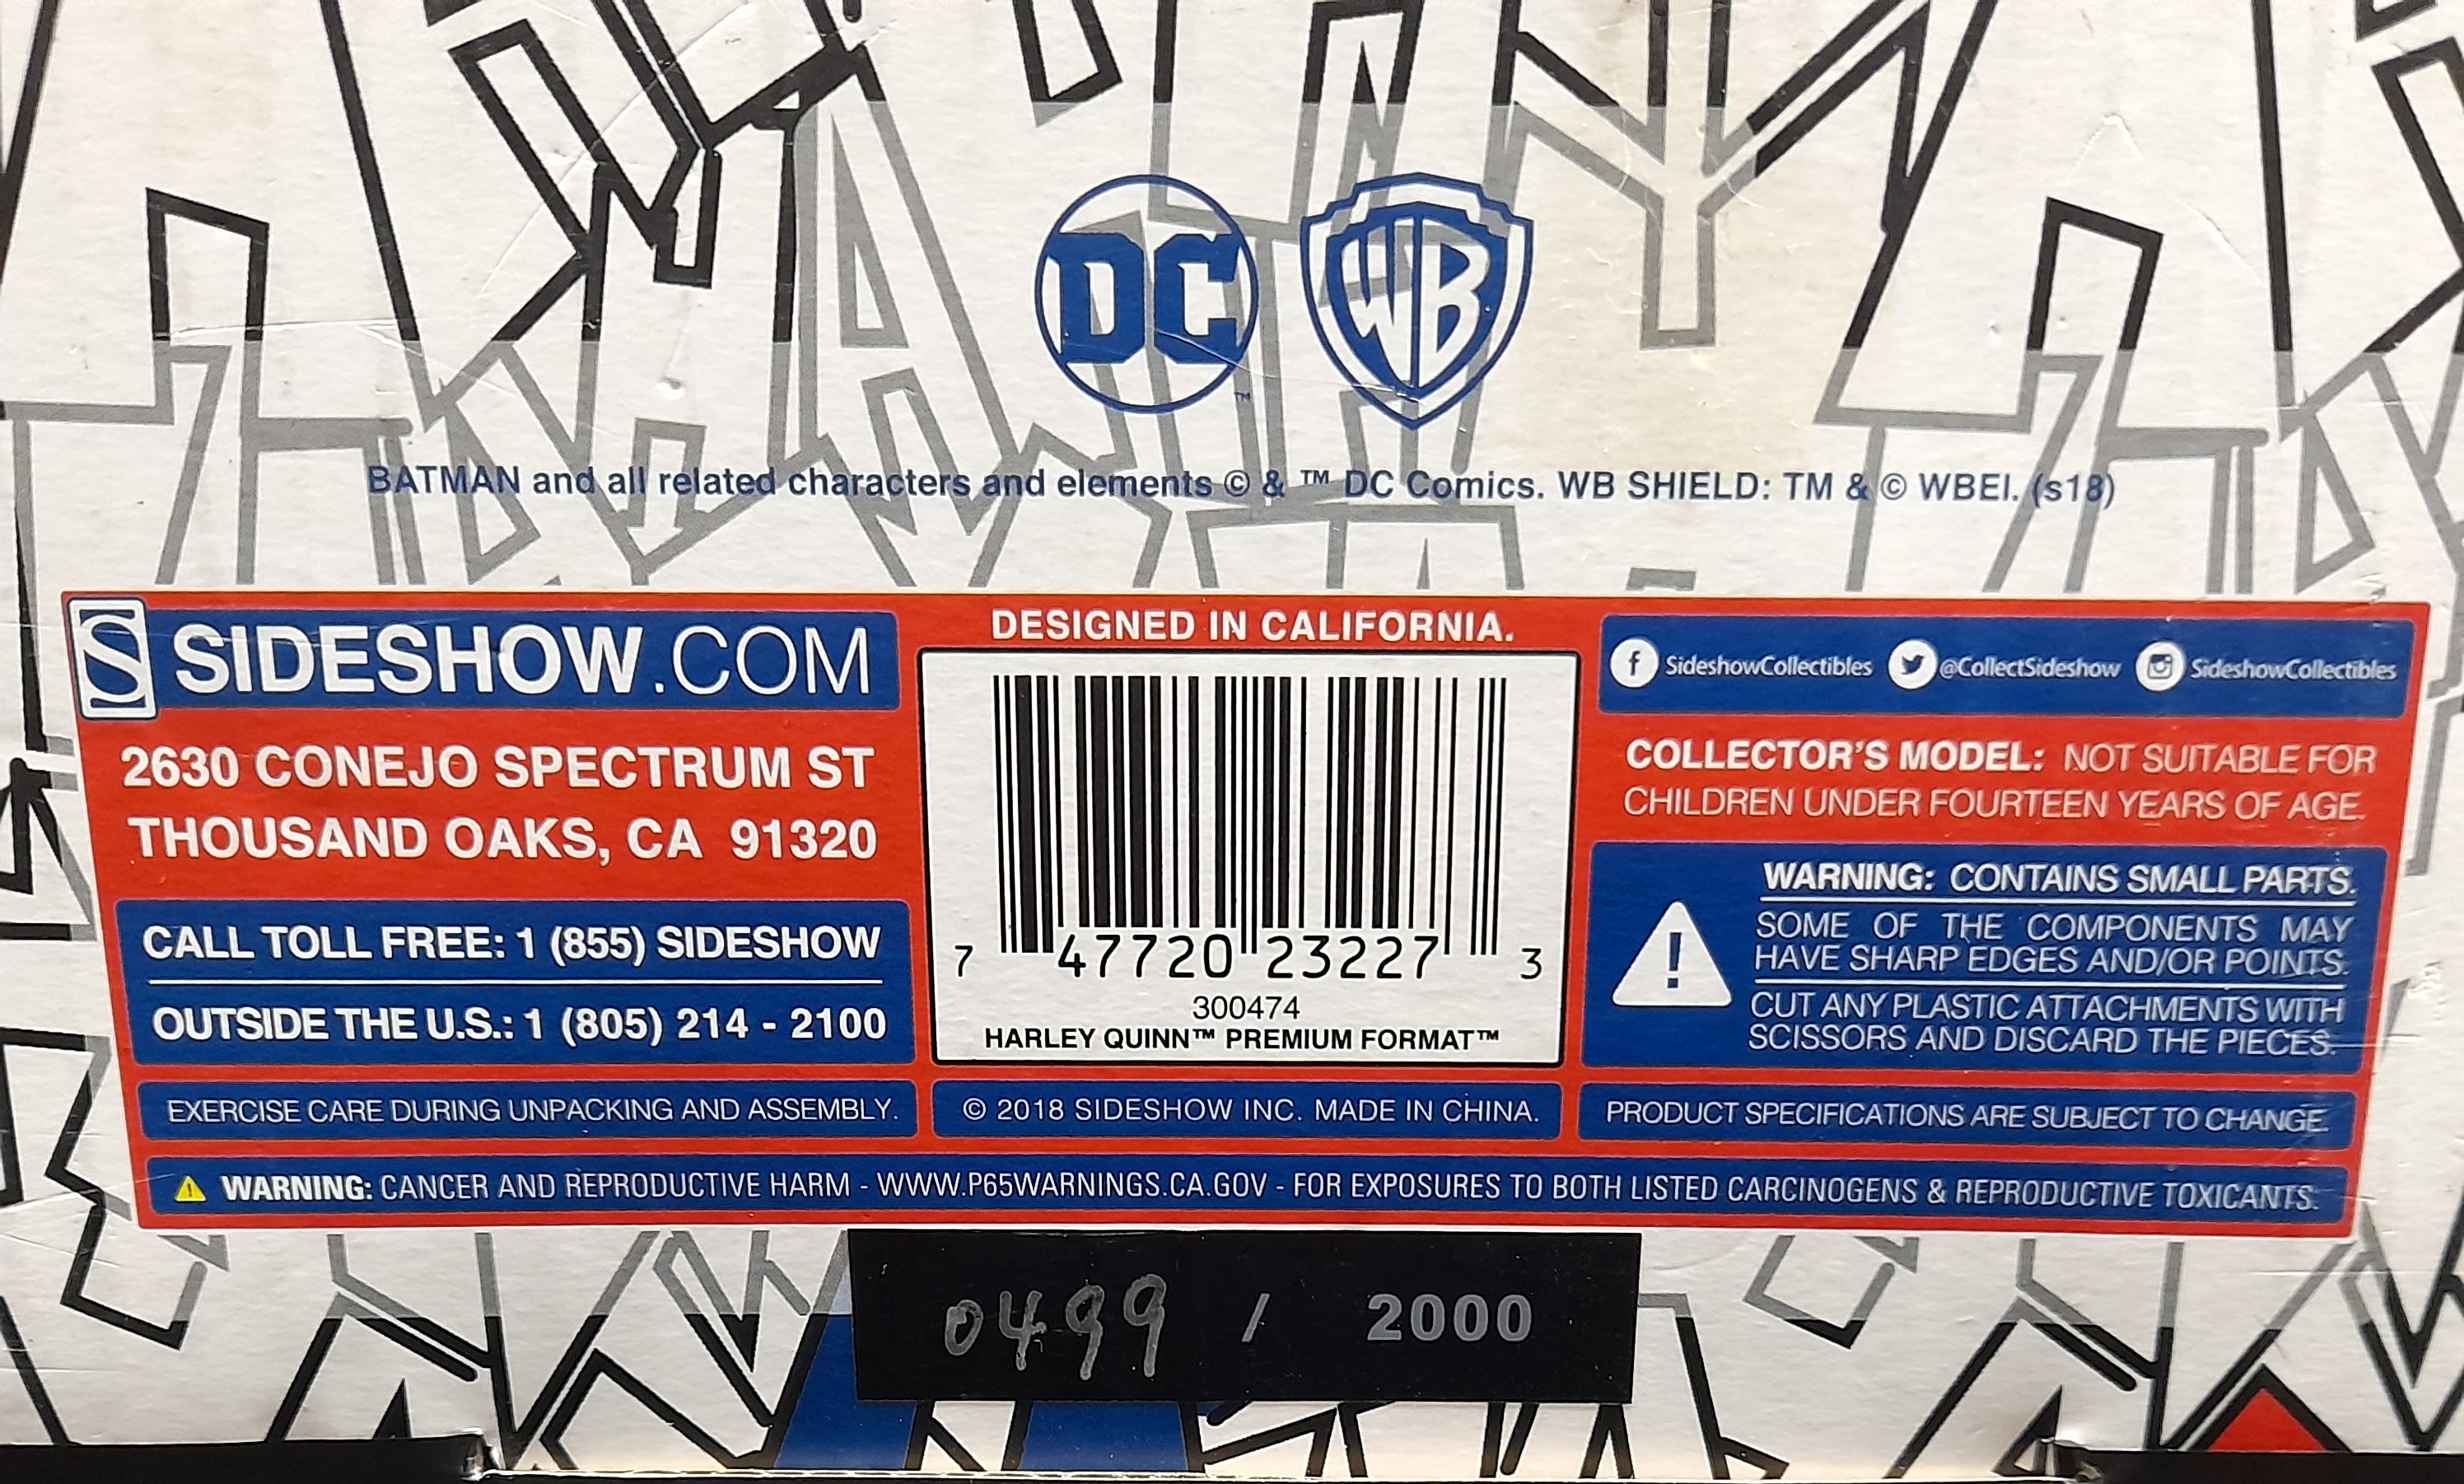 DC
™
WB
BATMAN and all related characters and elements © & ™ DC Comics. WB SHIELD: TM & © WBEI. (s18)
S SIDESHOW.COM
2630 CONEJO SPECTRUM ST
THOUSAND OAKS, CA 91320
CALL TOLL FREE: 1 (855) SIDESHOW
OUTSIDE THE U.S.: 1 (805) 214 - 2100
EXERCISE CARE DURING UNPACKING AND ASSEMBLY.
DESIGNED IN CALIFORNIA.
7 47720 23227 3
300474
HARLEY QUINN™ PREMIUM FORMAT™
© 2018 SIDESHOW INC. MADE IN CHINA.
f SideshowCollectibles @CollectSideshow SideshowCollectibles
COLLECTOR'S MODEL: NOT SUITABLE FOR
CHILDREN UNDER FOURTEEN YEARS OF AGE.
WARNING: CONTAINS SMALL PARTS.
SOME OF THE COMPONENTS MAY
HAVE SHARP EDGES AND/OR POINTS.
CUT ANY PLASTIC ATTACHMENTS WITH
SCISSORS AND DISCARD THE PIECES.
PRODUCT SPECIFICATIONS ARE SUBJECT TO CHANGE.
WARNING: CANCER AND REPRODUCTIVE HARM - WWW.P65WARNINGS.CA.GOV - FOR EXPOSURES TO BOTH LISTED CARCINOGENS & REPRODUCTIVE TOXICANTS.
0499 / 2000